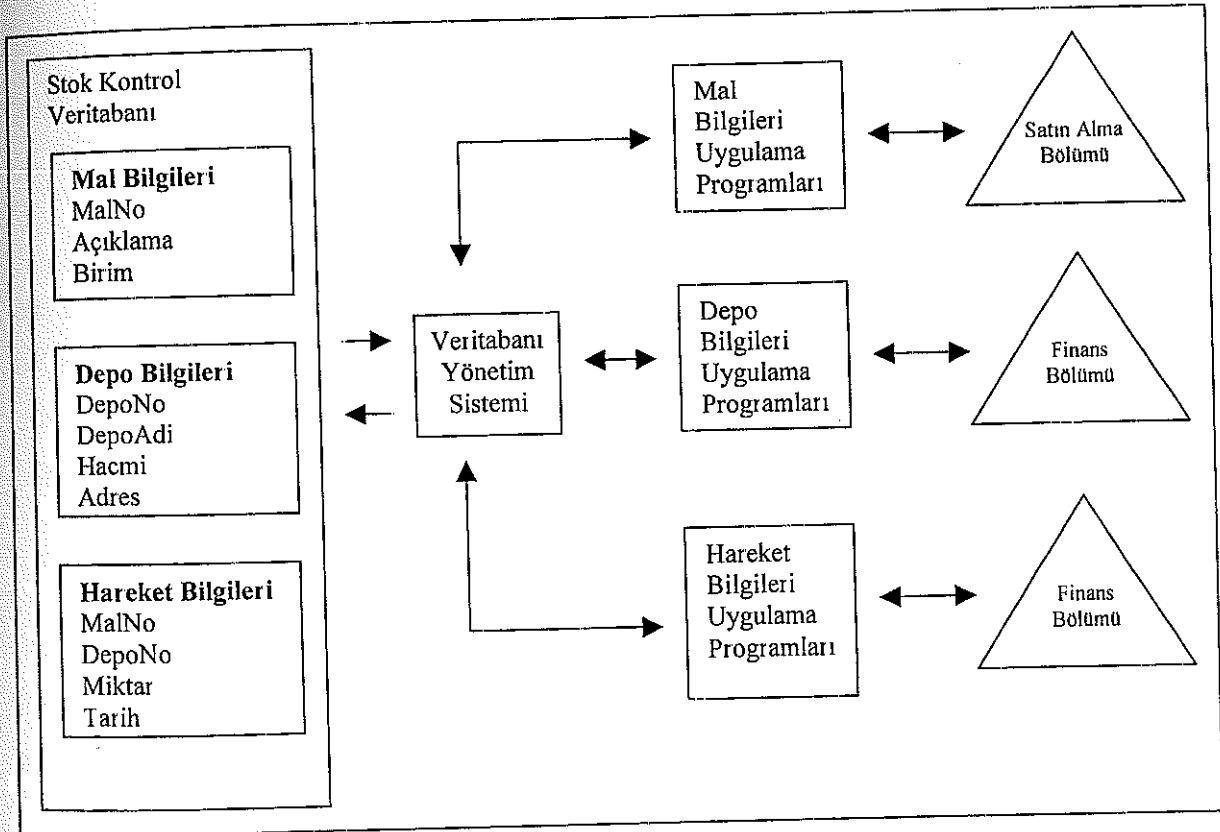 Stok Kontrol
Veritabanı
Mal Bilgileri
MalNo
Açıklama
Birim
Depo Bilgileri
DepoNo
DepoAdi
Hacmi
Adres
Hareket Bilgileri
MalNo
DepoNo
Miktar
Tarih
Veritabanı
Yönetim
Sistemi
Mal
Bilgileri
Uygulama
Programları
Depo
Bilgileri
Uygulama
Programları
Hareket
Bilgileri
Uygulama
Programları
Satın Alma
Bölümü
Finans
Bölümü
Finans
Bölümü